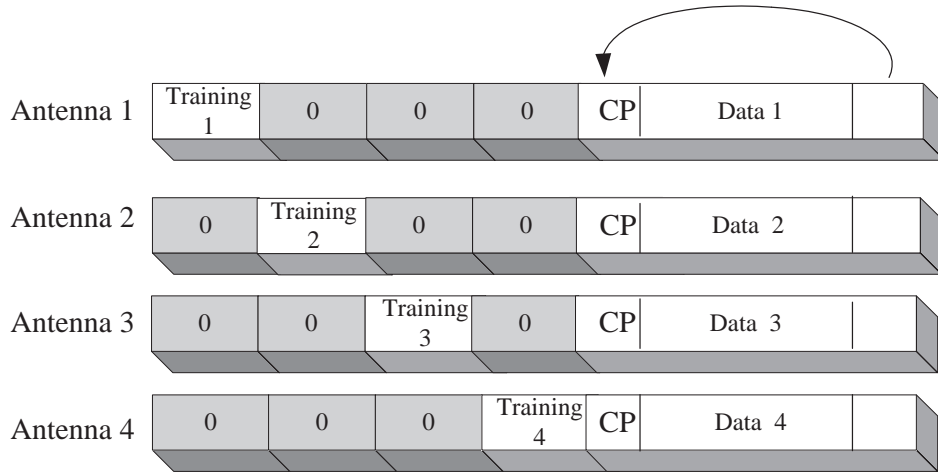 Antenna 1 Training 1 0 0 0 CP Data 1
Antenna 2 0 Training 2 0 0 CP Data 2
Antenna 3 0 0 Training 3 0 CP Data 3
Antenna 4 0 0 0 Training 4 CP Data 4